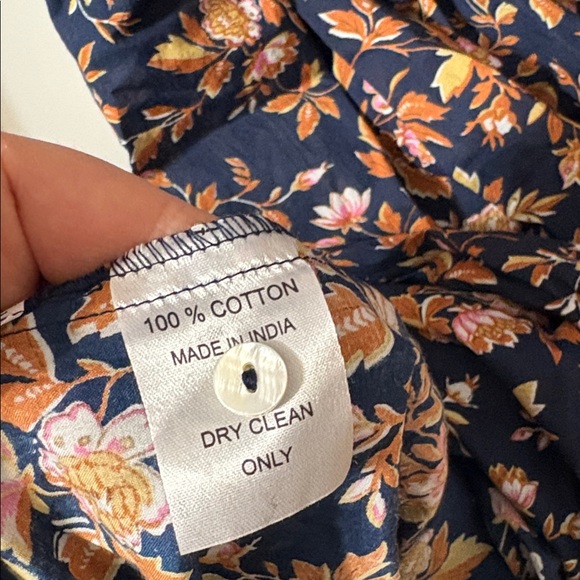 100 % COTTON
MADE IN INDIA
DRY CLEAN
ONLY